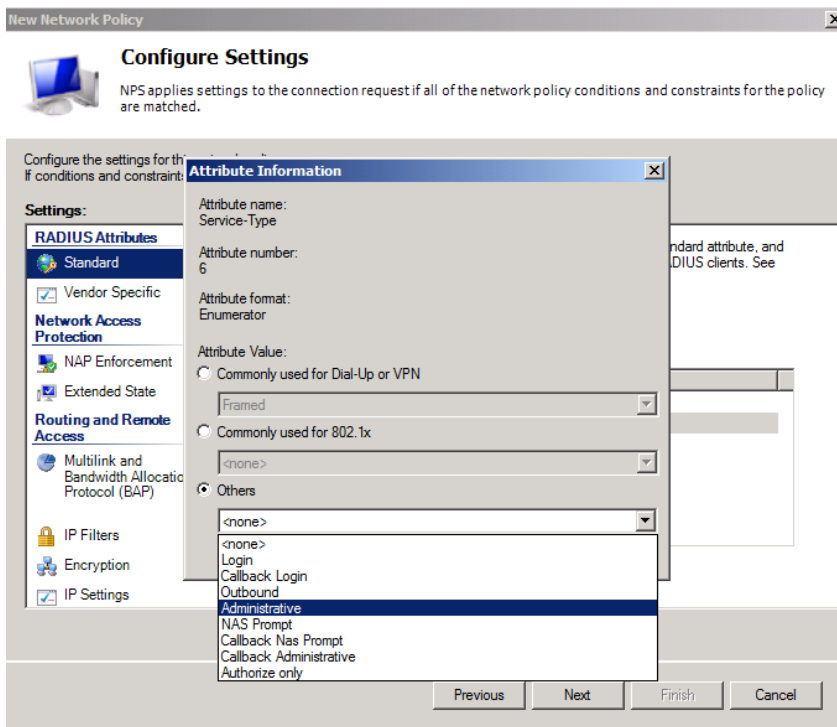 New Network Policy
Configure Settings
NPS applies settings to the connection request if all of the network policy conditions and constraints for the policy
are matched.
Configure the settings for
If conditions and constraint
Settings:
RADIUS Attributes
Standard
Vendor Specific
Network Access
Protection
NAP Enforcement
Extended State
Routing and Remote
Access
Multilink and
Bandwidth Allocatio
Protocol (BAP)
IP Filters
Encryption
IP Settings
Attribute Information
Attribute name:
Service-Type
Attribute number:
6
Attribute format:
Enumerator
Attribute Value:
Commonly used for Dial-Up or VPN
Framed
Commonly used for 802.1x
<none>
Others
<none>
<none>
Login
Callback Login
Outbound
Administrative
NAS Prompt
Callback Nas Prompt
Callback Administrative
Authorize only
ndard attribute, and
DIUS clients. See
Previous
Next
Finish
Cancel